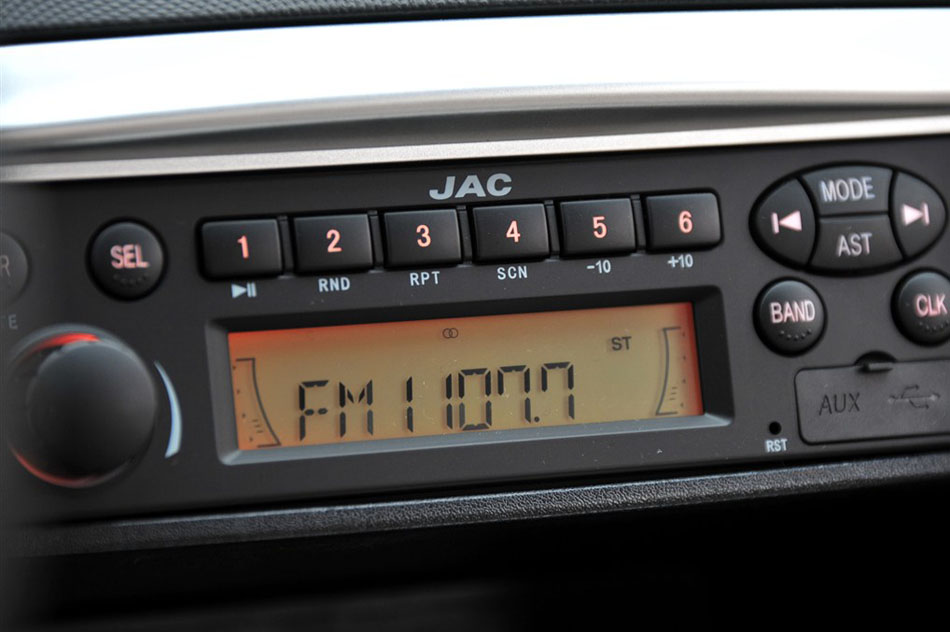 JAC
SEL 1 2 3 4 5 6 MODE
RND RPT SCN -10 +10 AST
BAND CLK
ST
FM1 107.7
AUX
RST